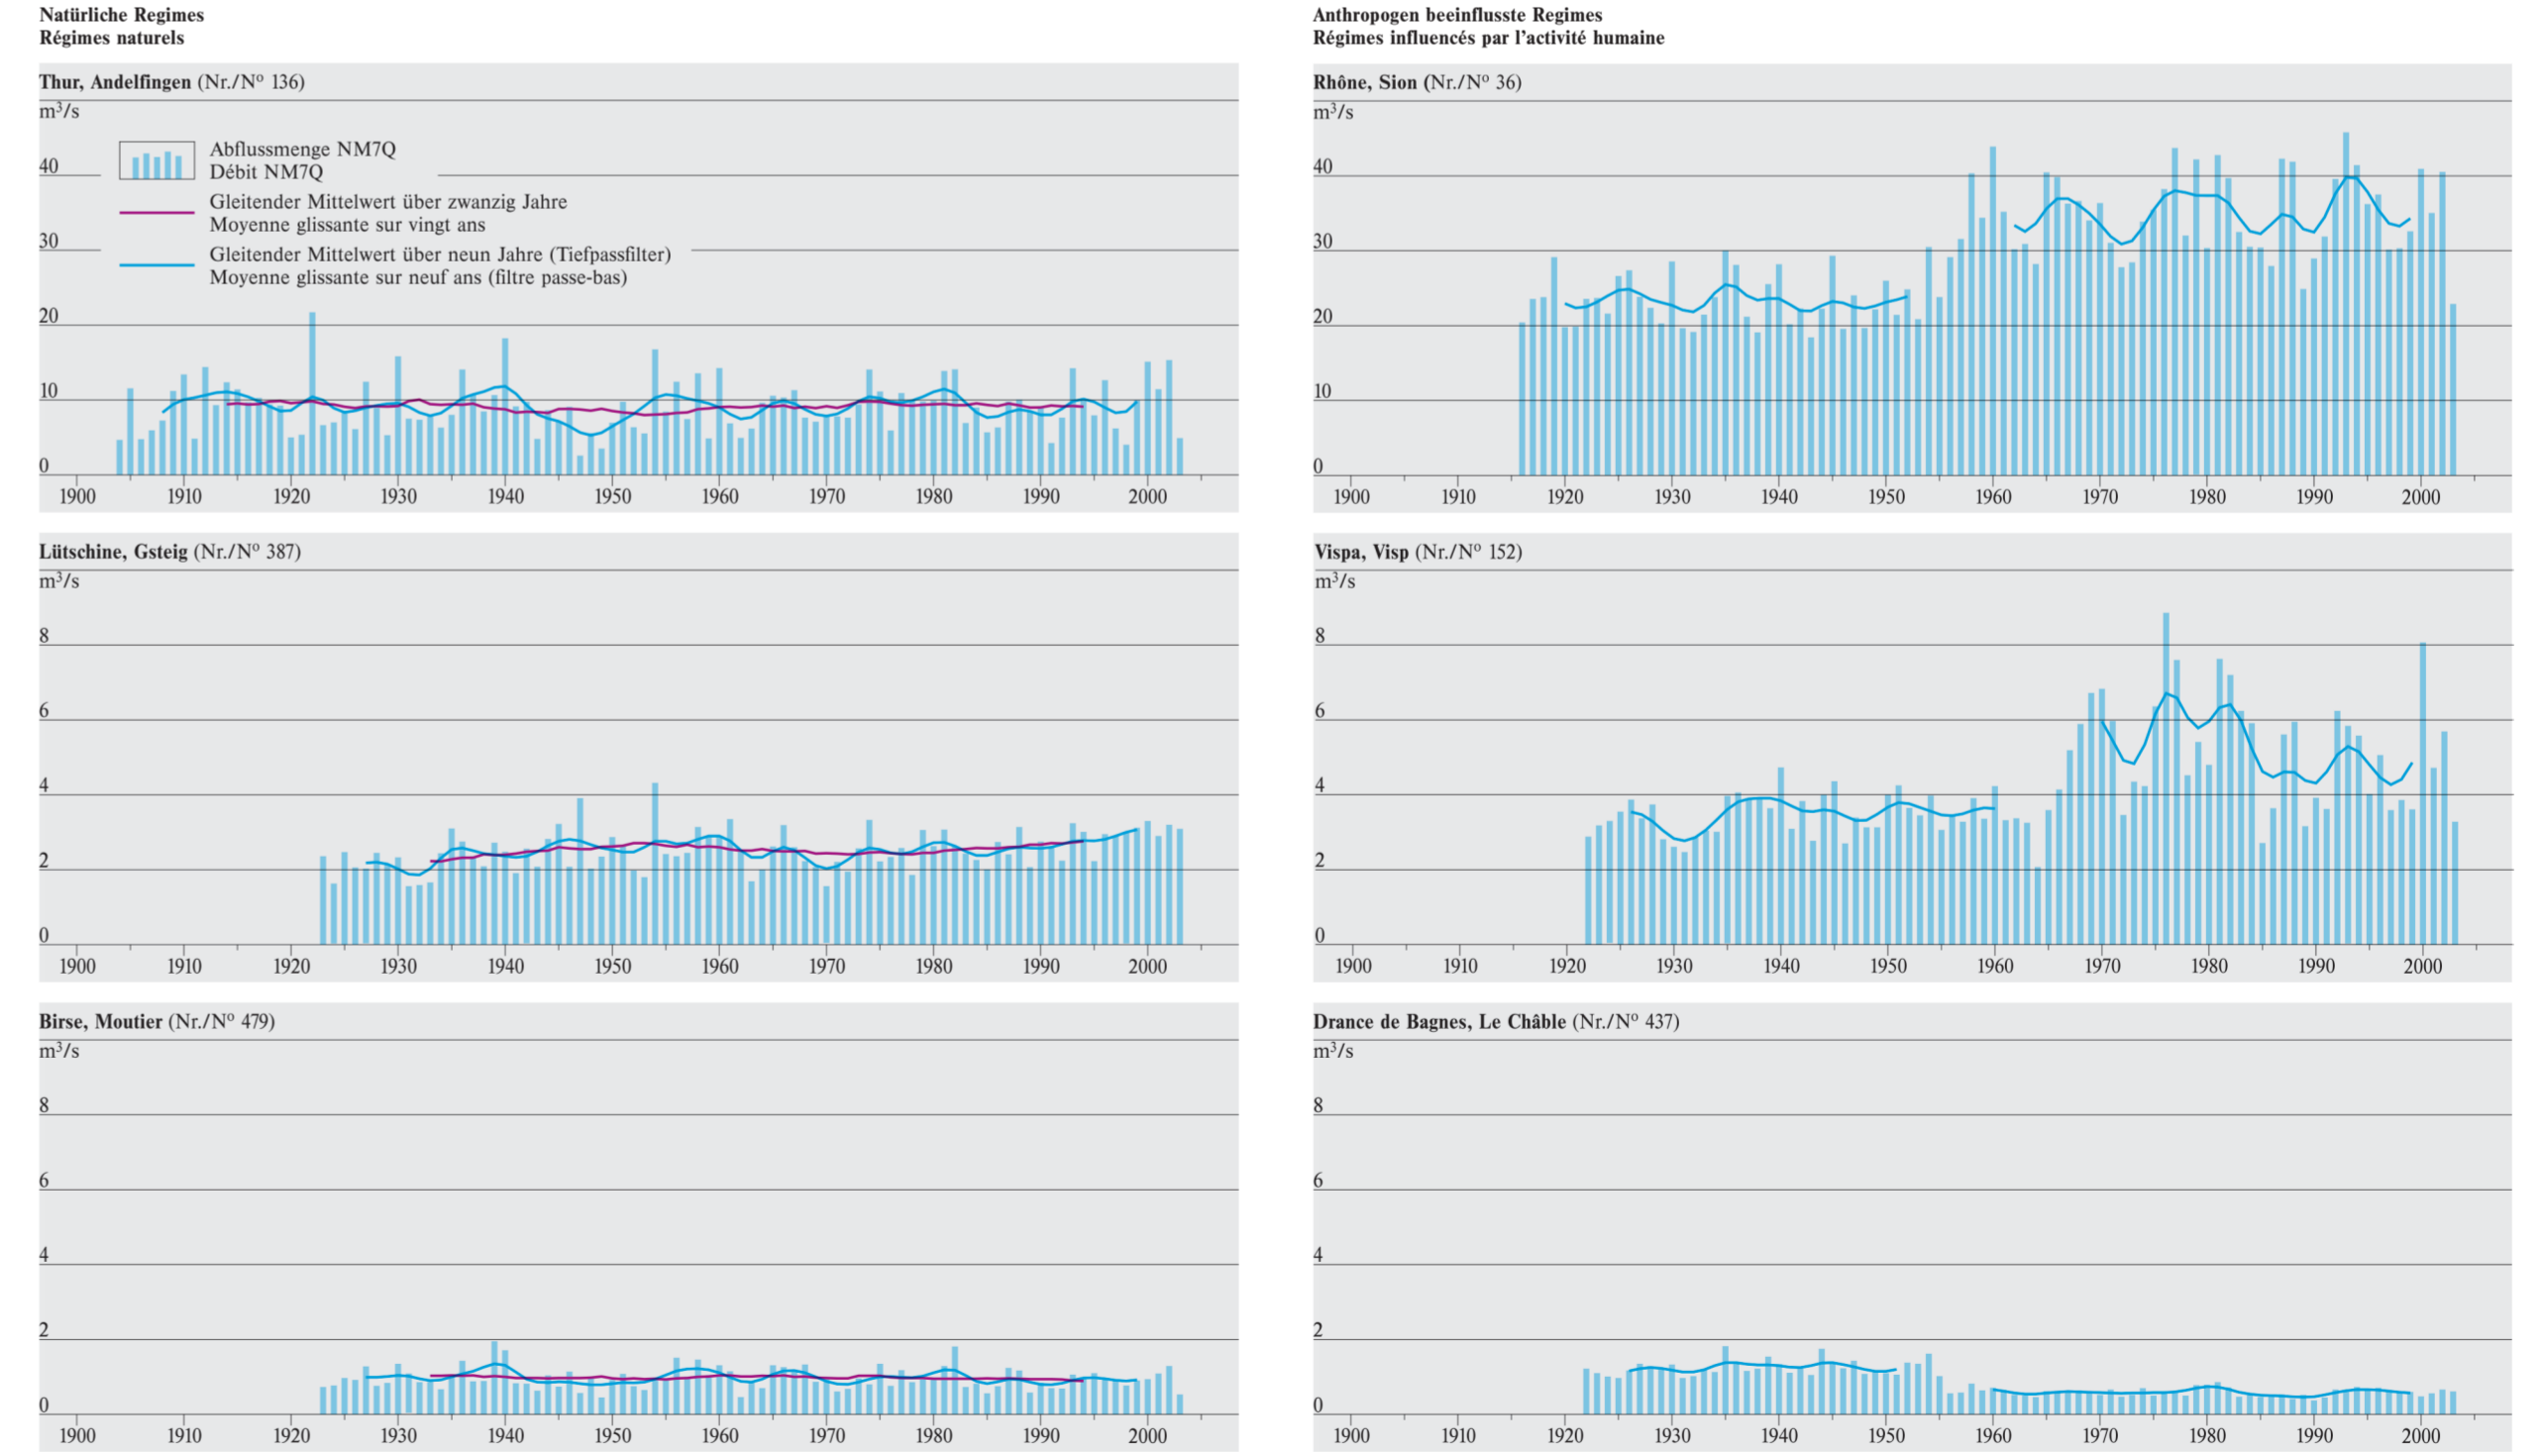 Natürliche Regimes
Régimes naturels
Thur, Andelfingen (Nr./Nº 136)
m³/s
Abflussmenge NM7Q
Débit NM7Q
Gleitender Mittelwert über zwanzig Jahre
Moyenne glissante sur vingt ans
Gleitender Mittelwert über neun Jahre (Tiefpassfilter)
Moyenne glissante sur neuf ans (filtre passe-bas)
40
30
20
10
0
1900 1910 1920 1930 1940 1950 1960 1970 1980 1990 2000
Lütschine, Gsteig (Nr./Nº 387)
m³/s
8
6
4
2
0
1900 1910 1920 1930 1940 1950 1960 1970 1980 1990 2000
Birse, Moutier (Nr./Nº 479)
m³/s
8
6
4
2
0
1900 1910 1920 1930 1940 1950 1960 1970 1980 1990 2000
Anthropogen beeinflusste Regimes
Régimes influencés par l’activité humaine
Rhône, Sion (Nr./Nº 36)
m³/s
40
30
20
10
0
1900 1910 1920 1930 1940 1950 1960 1970 1980 1990 2000
Vispa, Visp (Nr./Nº 152)
m³/s
8
6
4
2
0
1900 1910 1920 1930 1940 1950 1960 1970 1980 1990 2000
Drance de Bagnes, Le Châble (Nr./Nº 437)
m³/s
8
6
4
2
0
1900 1910 1920 1930 1940 1950 1960 1970 1980 1990 2000